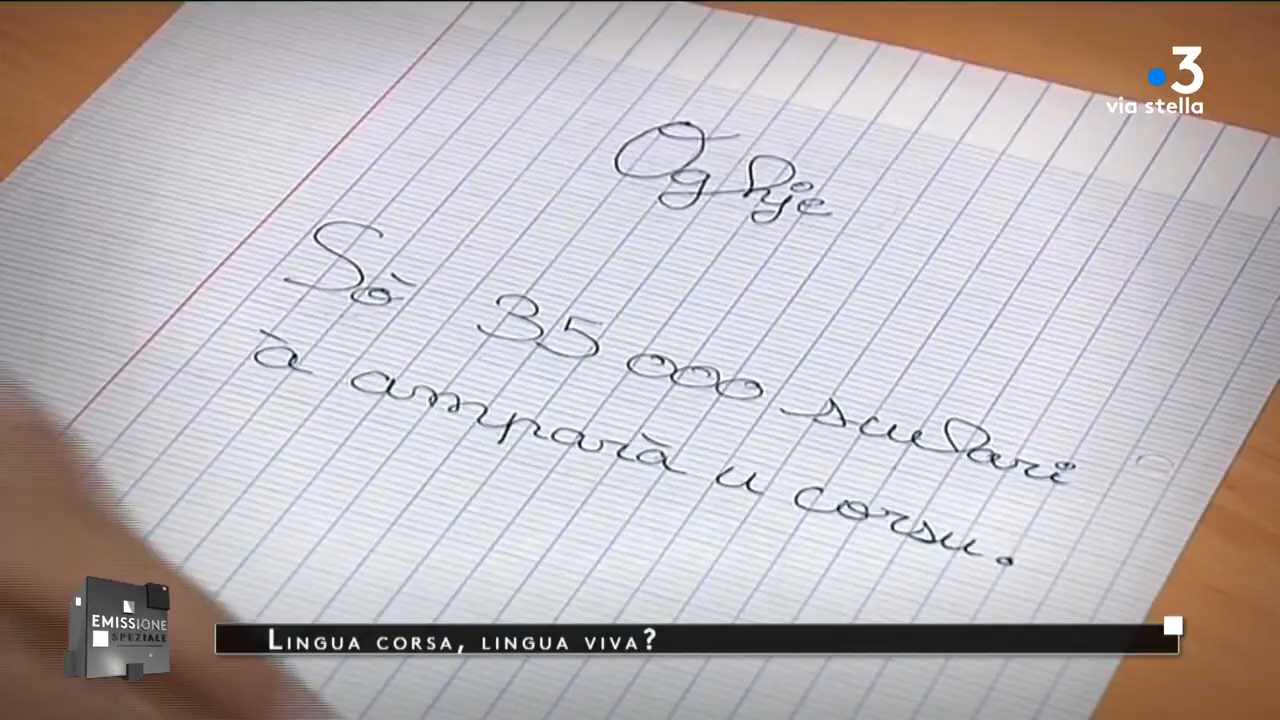 3
via stella
Oghje
Sò 35 000 sculari
à amparà u corsu.
EMISSIONE
SPEZIALE
LINGUA CORSA, LINGUA VIVA?